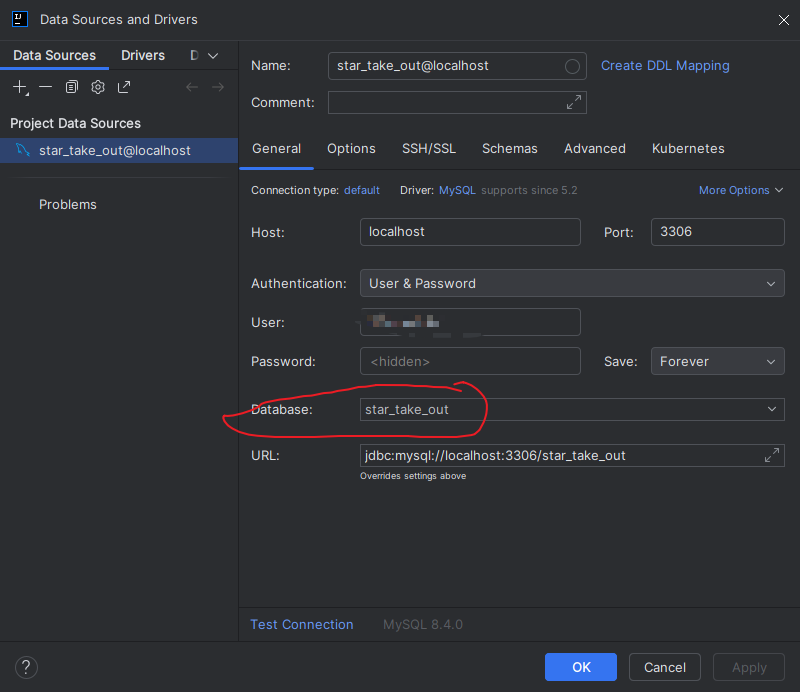 Data Sources and Drivers
Data Sources Drivers D
Project Data Sources
star_take_out@localhost
Problems
Name: star_take_out@localhost Create DDL Mapping
Comment:
General Options SSH/SSL Schemas Advanced Kubernetes
Connection type: default Driver: MySQL supports since 5.2 More Options
Host: localhost Port: 3306
Authentication: User & Password
User:
Password: <hidden> Save: Forever
Database: star_take_out
URL: jdbc:mysql://localhost:3306/star_take_out
Overrides settings above
Test Connection MySQL 8.4.0
? OK Cancel Apply